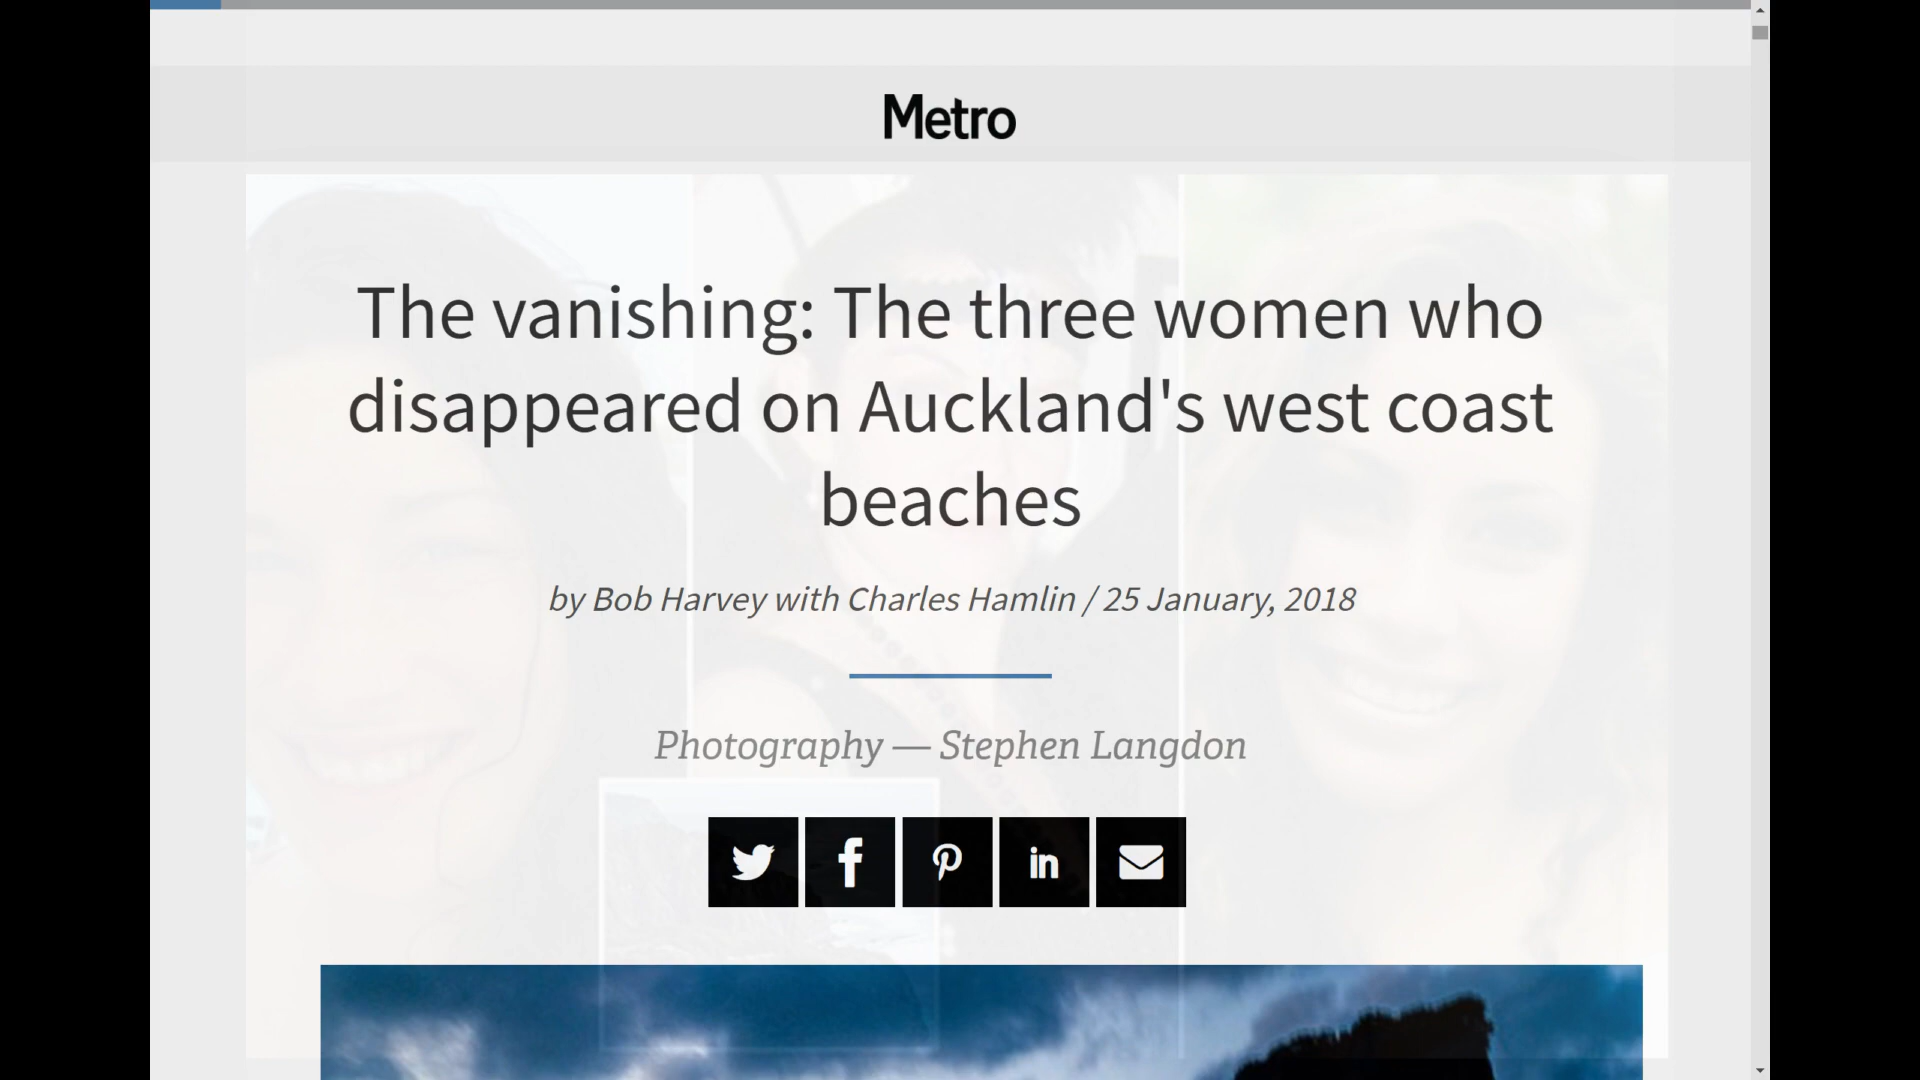 Metro
The vanishing: The three women who
disappeared on Auckland's west coast
beaches
by Bob Harvey with Charles Hamlin / 25 January, 2018
Photography — Stephen Langdon